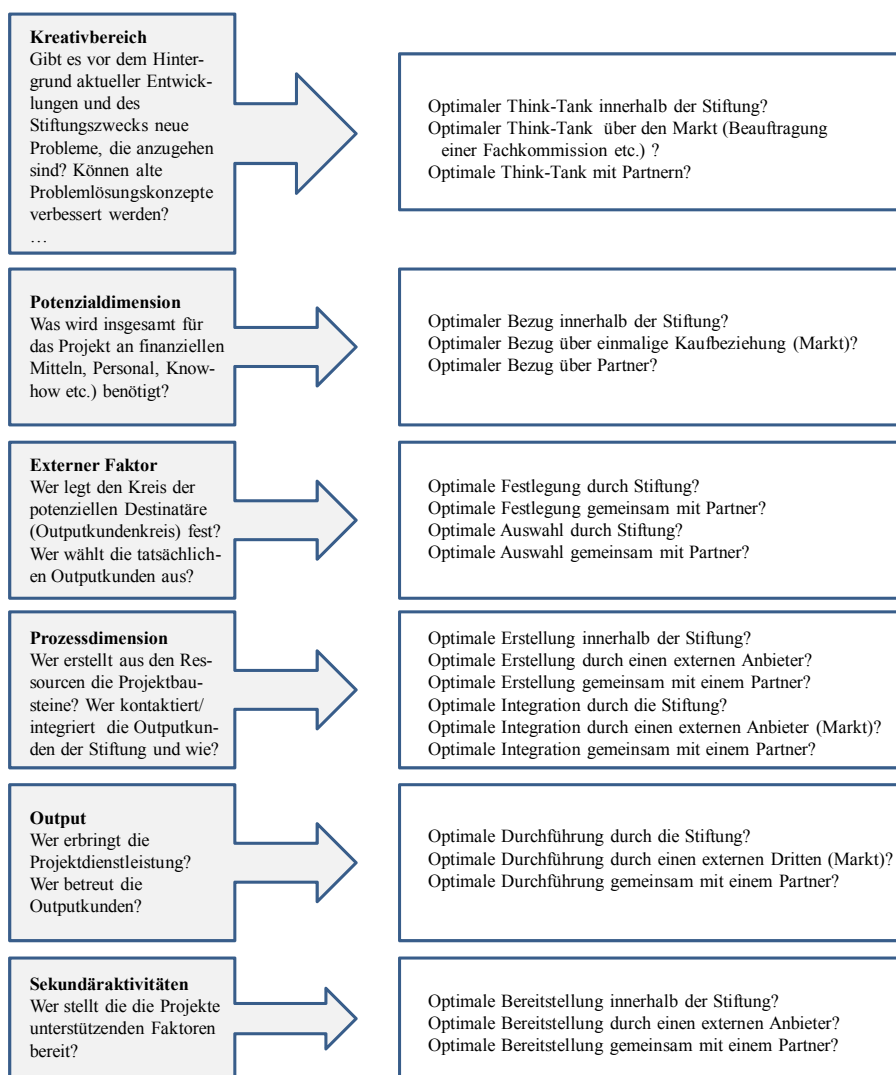 Kreativbereich
Gibt es vor dem Hinter-
grund aktueller Entwick-
lungen und des
Stiftungszwecks neue
Probleme, die anzugehen
sind? Können alte
Problemlösungskonzepte
verbessert werden?
…
Optimaler Think-Tank innerhalb der Stiftung?
Optimaler Think-Tank über den Markt (Beauftragung
einer Fachkommission etc.) ?
Optimale Think-Tank mit Partnern?
Potenzialdimension
Was wird insgesamt für
das Projekt an finanziellen
Mitteln, Personal, Know-
how etc.) benötigt?
Optimaler Bezug innerhalb der Stiftung?
Optimaler Bezug über einmalige Kaufbeziehung (Markt)?
Optimaler Bezug über Partner?
Externer Faktor
Wer legt den Kreis der
potenziellen Destinatäre
(Outputkundenkreis) fest?
Wer wählt die tatsächlich-
en Outputkunden aus?
Optimale Festlegung durch Stiftung?
Optimale Festlegung gemeinsam mit Partner?
Optimale Auswahl durch Stiftung?
Optimale Auswahl gemeinsam mit Partner?
Prozessdimension
Wer erstellt aus den Res-
sourcen die Projektbau-
steine? Wer kontaktiert/
integriert die Outputkun-
den der Stiftung und wie?
Optimale Erstellung innerhalb der Stiftung?
Optimale Erstellung durch einen externen Anbieter?
Optimale Erstellung gemeinsam mit einem Partner?
Optimale Integration durch die Stiftung?
Optimale Integration durch einen externen Anbieter (Markt)?
Optimale Integration gemeinsam mit einem Partner?
Output
Wer erbringt die
Projektdienstleistung?
Wer betreut die
Outputkunden?
Optimale Durchführung durch die Stiftung?
Optimale Durchführung durch einen externen Dritten (Markt)?
Optimale Durchführung gemeinsam mit einem Partner?
Sekundäraktivitäten
Wer stellt die die Projekte
unterstützenden Faktoren
bereit?
Optimale Bereitstellung innerhalb der Stiftung?
Optimale Bereitstellung durch einen externen Anbieter?
Optimale Bereitstellung gemeinsam mit einem Partner?